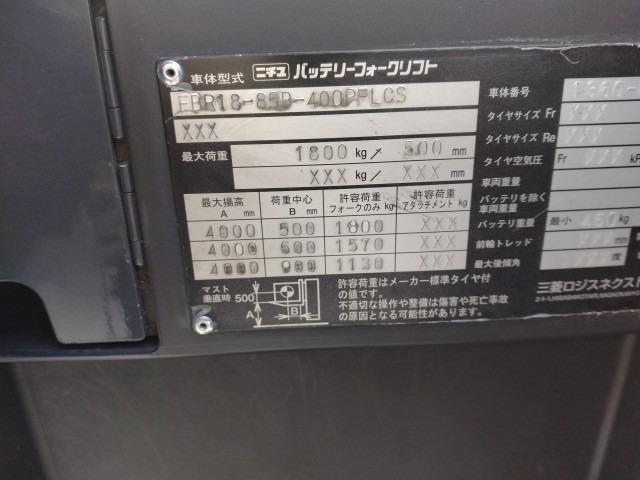 車体型式 ニチユ バッテリーフォークリフト
FBR18-85B-400PFLCS
XXX
最大荷重 1800 kg / 500 mm
XXX kg / XXX mm
最大揚高 A mm 荷重中心 B mm 許容荷重 フォークのみ kg 許容荷重 アタッチメント kg
4000 500 1800 XXX
4000 600 1570 XXX
4000 900 1130 XXX
マスト垂直時 500 A B
許容荷重はメーカー標準タイヤ付
の値です。
不適切な操作や整備は傷害や死亡事故
の原因となる可能性があります。
車体番号
タイヤサイズ Fr XXX
タイヤサイズ Re XXX
タイヤ空気圧 Fr
車両重量
バッテリを除く
車両重量
バッテリ重量 最小 kg
前輪トレッド mm
最大後傾角 度
三菱ロジスネクスト